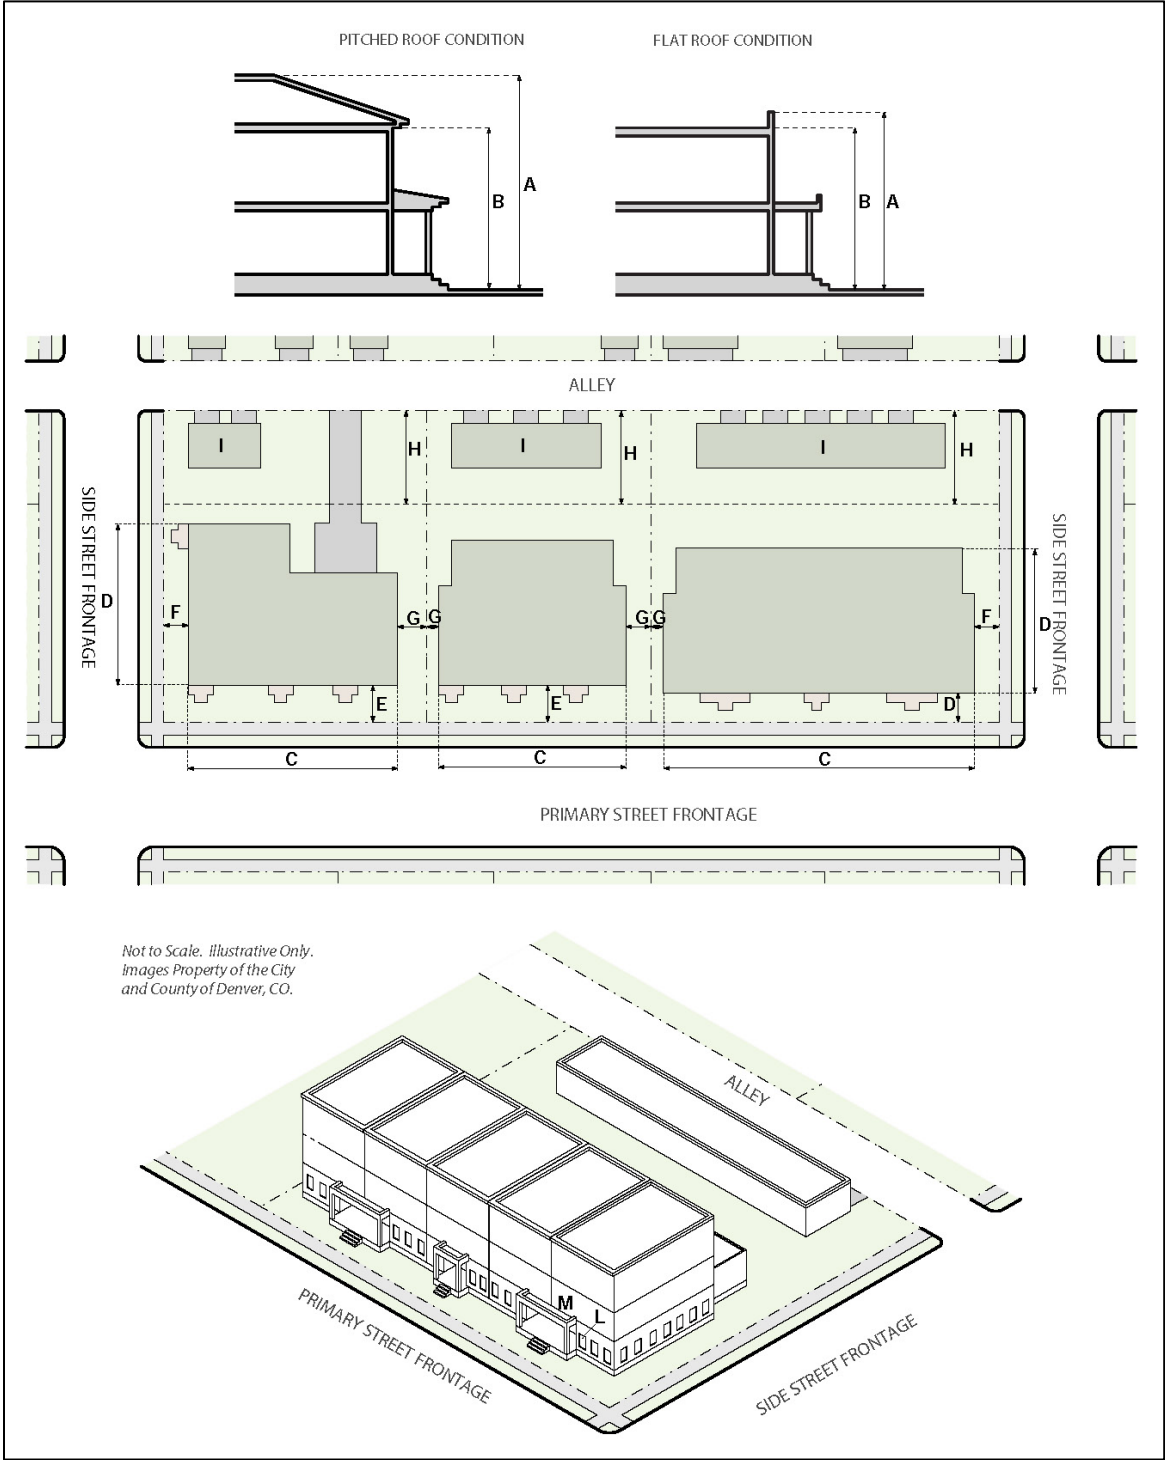 PITCHED ROOF CONDITION
FLAT ROOF CONDITION
A
B
B
A
ALLEY
I
H
I
H
I
H
SIDE STREET FRONTAGE
D
F
G
G
G
G
F
D
SIDE STREET FRONTAGE
E
E
D
C
C
C
PRIMARY STREET FRONTAGE
Not to Scale. Illustrative Only.
Images Property of the City
and County of Denver, CO.
ALLEY
M
L
PRIMARY STREET FRONTAGE
SIDE STREET FRONTAGE